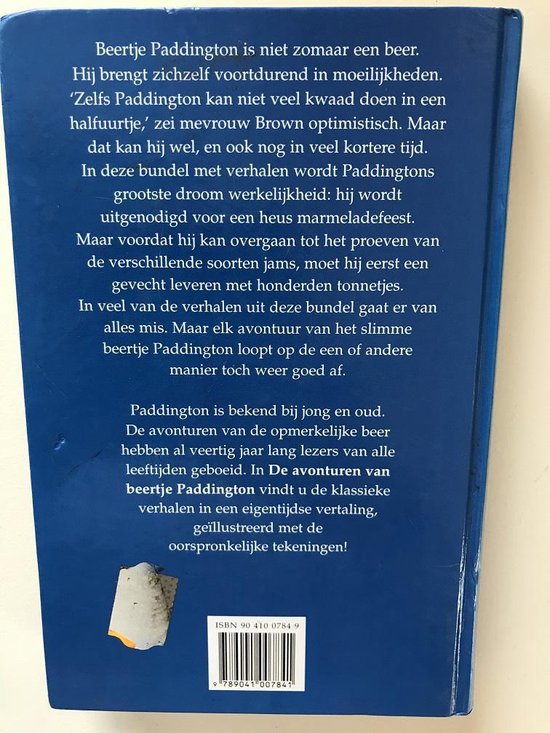 Beertje Paddington is niet zomaar een beer.
Hij brengt zichzelf voortdurend in moeilijkheden.
‘Zelfs Paddington kan niet veel kwaad doen in een
halfuurtje,’ zei mevrouw Brown optimistisch. Maar
dat kan hij wel, en ook nog in veel kortere tijd.
In deze bundel met verhalen wordt Paddingtons
grootste droom werkelijkheid: hij wordt
uitgenodigd voor een heus marmeladefeest.
Maar voordat hij kan overgaan tot het proeven van
de verschillende soorten jams, moet hij eerst een
gevecht leveren met honderden tonnetjes.
In veel van de verhalen uit deze bundel gaat er van
alles mis. Maar elk avontuur van het slimme
beertje Paddington loopt op de een of andere
manier toch weer goed af.
Paddington is bekend bij jong en oud.
De avonturen van de opmerkelijke beer
hebben al veertig jaar lang lezers van alle
leeftijden geboeid. In De avonturen van
beertje Paddington vindt u de klassieke
verhalen in een eigentijdse vertaling,
geïllustreerd met de
oorspronkelijke tekeningen!
ISBN 90 410 0784 9
9 789041 007841